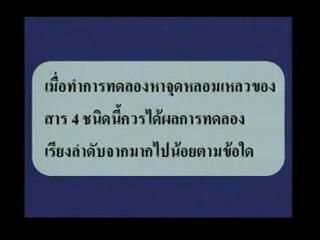 เมื่อทำการทดลองหาจุดหลอมเหลวของ
สาร 4 ชนิดนี้ควรได้ผลการทดลอง
เรียงลำดับจากมากไปน้อยตามข้อใด